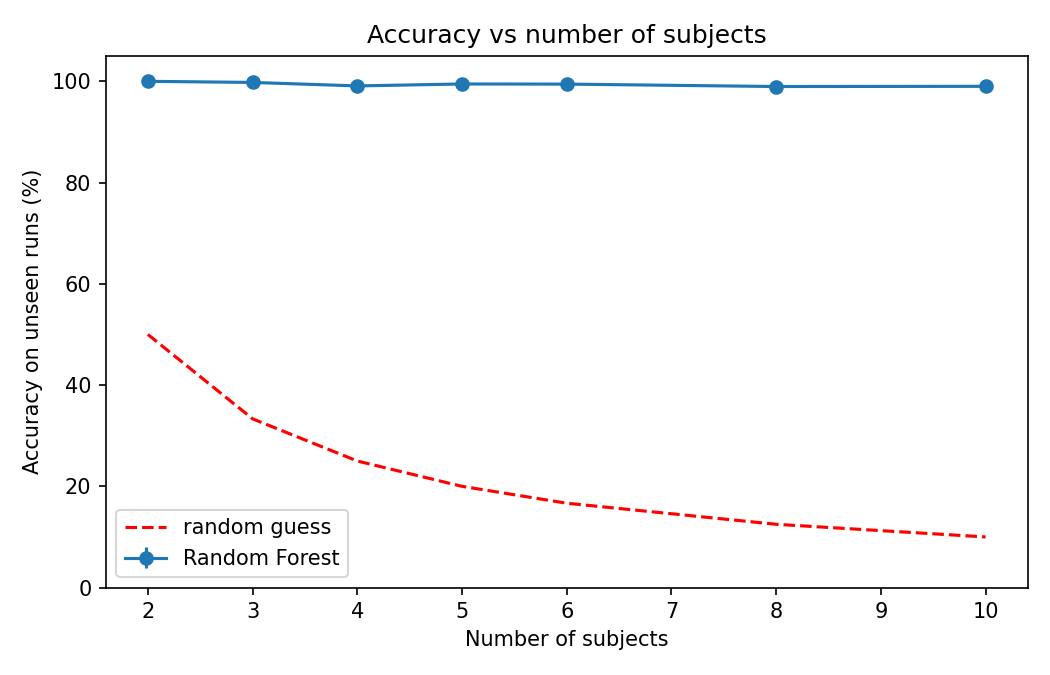 Accuracy vs number of subjects
Accuracy on unseen runs (%)
100
80
60
40
20
0
random guess
Random Forest
2 3 4 5 6 7 8 9 10
Number of subjects